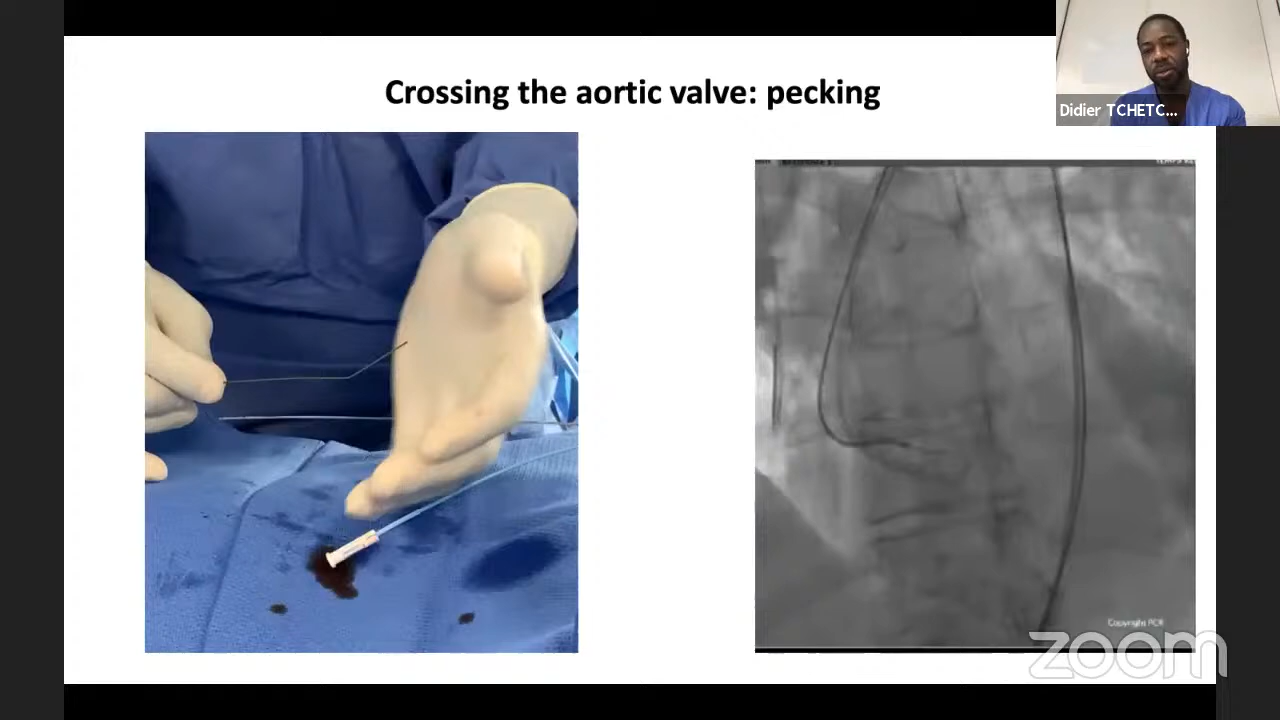 Crossing the aortic valve: pecking
Didier TCHETC...
Copyright PCR
zoom